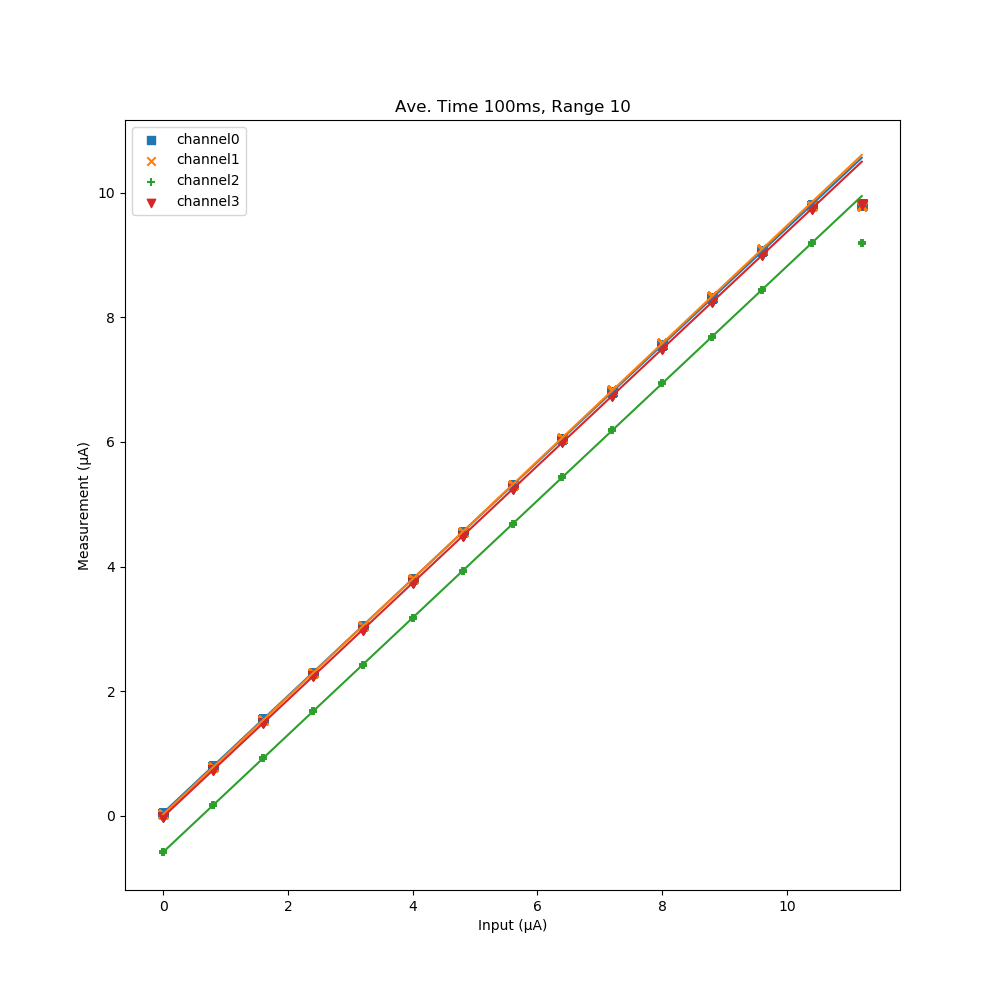 Ave. Time 100ms, Range 10
channel0
channel1
channel2
channel3
10
8
6
4
2
0
Measurement (μA)
0 2 4 6 8 10
Input (μA)